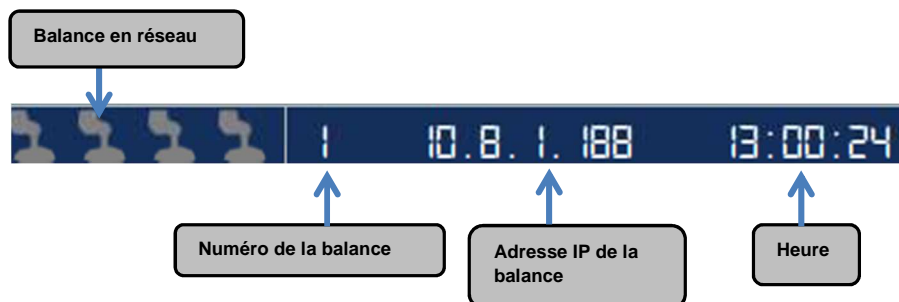 Balance en réseau
1 10.8.1.188 13:00:24
Numéro de la balance
Adresse IP de la
balance
Heure